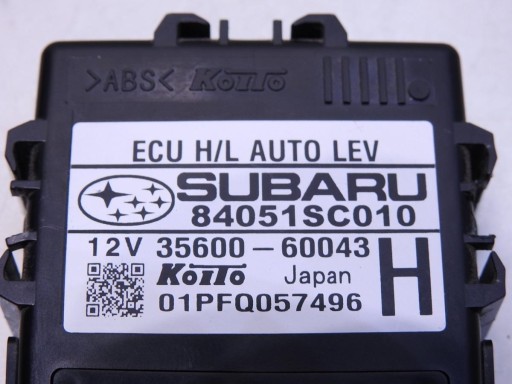 >ABS< KOITO
ECU H/L AUTO LEV
SUBARU
84051SC010
12V 35600-60043
KOITO Japan H
01PFQ057496